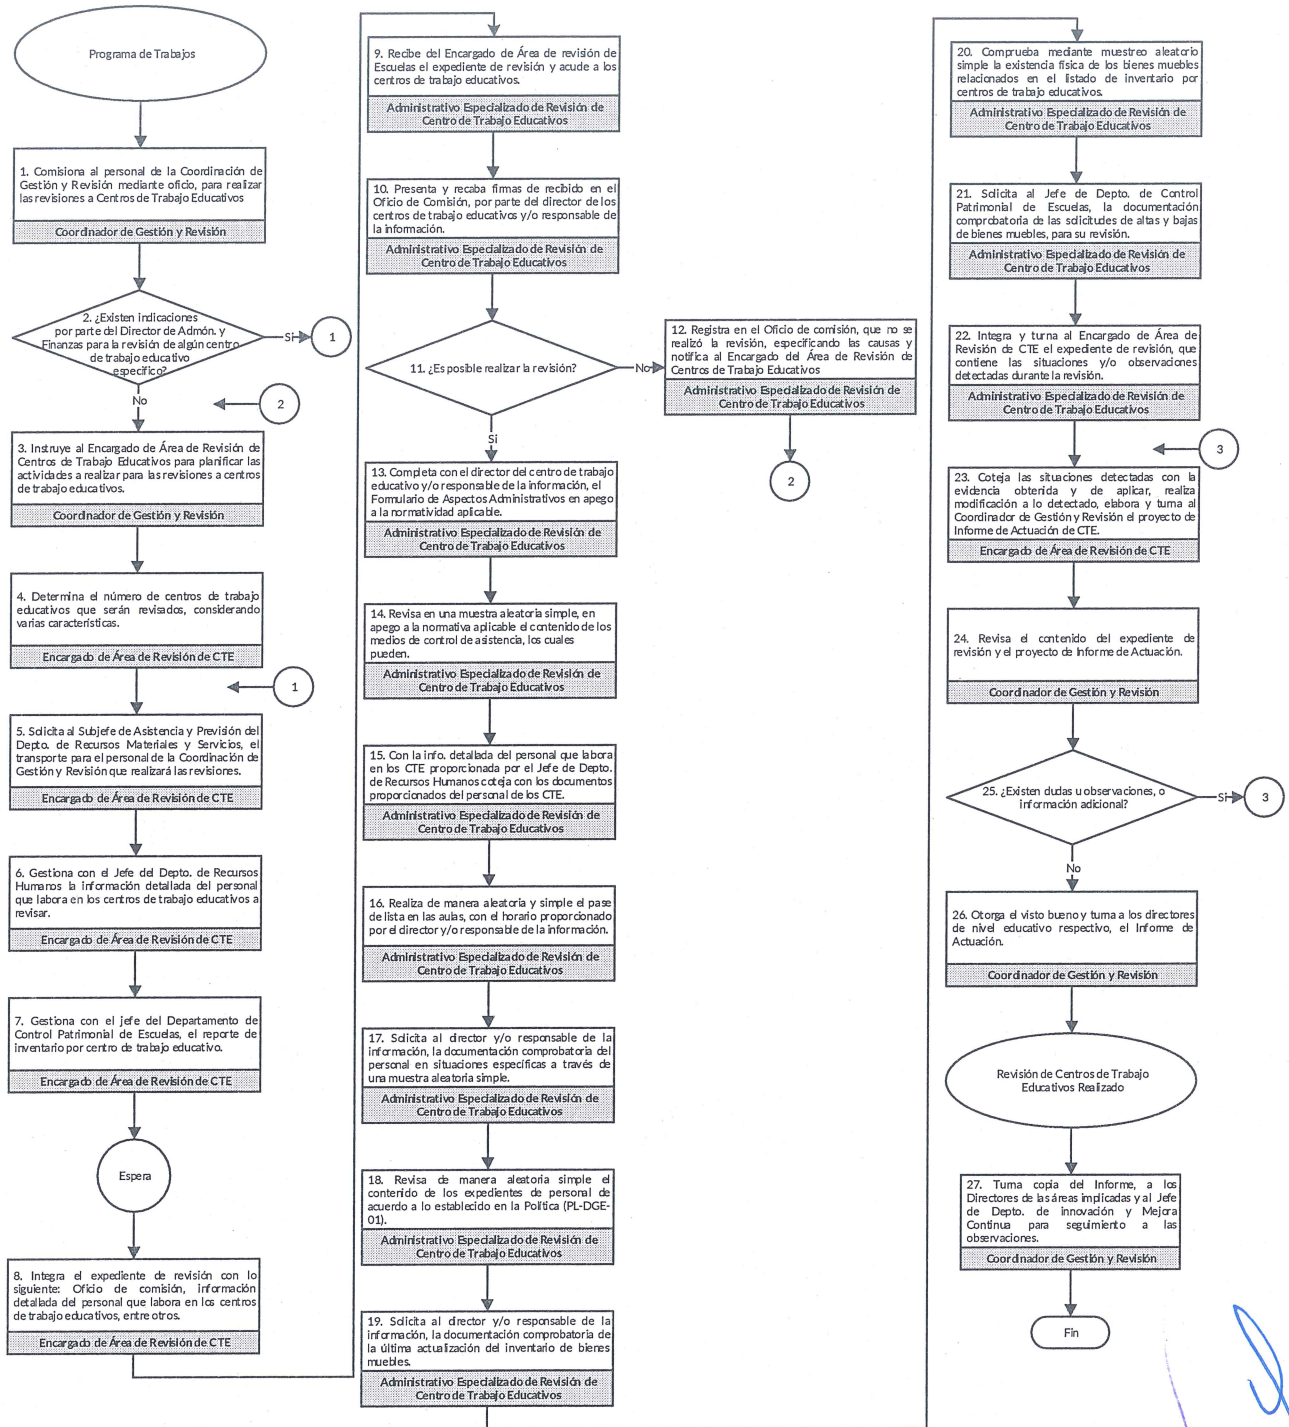 Programa de Trabajos
1. Comisiona al personal de la Coordinación de
Gestión y Revisión mediante oficio, para realizar
las revisiones a Centros de Trabajo Educativos
Coordinador de Gestión y Revisión
2. ¿Existen indicaciones
por parte del Director de Admón. y
Finanzas para la revisión de algún centro
de trabajo educativo
especifico?
Si
1
No
2
3. Instruye al Encargado de Área de Revisión de
Centros de Trabajo Educativos para planificar las
actividades a realizar para las revisiones a centros
de trabajo educativos.
Coordinador de Gestión y Revisión
4. Determina el número de centros de trabajo
educativos que serán revisados, considerando
varias características.
Encargado de Área de Revisión de CTE
1
5. Solicita al Subjefe de Asistencia y Previsión del
Depto. de Recursos Materiales y Servicios, el
transporte para el personal de la Coordinación de
Gestión y Revisión que realizará las revisiones.
Encargado de Área de Revisión de CTE
6. Gestiona con el Jefe del Depto. de Recursos
Humanos la información detallada del personal
que labora en los centros de trabajo educativos a
revisar.
Encargado de Área de Revisión de CTE
7. Gestiona con el jefe del Departamento de
Control Patrimonial de Escuelas, el reporte de
inventario por centro de trabajo educativo.
Encargado de Área de Revisión de CTE
Espera
8. Integra el expediente de revisión con lo
siguiente: Oficio de comisión, información
detallada del personal que labora en los centros
de trabajo educativos, entre otros.
Encargado de Área de Revisión de CTE
9. Recibe del Encargado de Área de revisión de
Escuelas el expediente de revisión y acude a los
centros de trabajo educativos.
Administrativo Especializado de Revisión de
Centro de Trabajo Educativos
10. Presenta y recaba firmas de recibido en el
Oficio de Comisión, por parte del director de los
centros de trabajo educativos y/o responsable de
la información.
Administrativo Especializado de Revisión de
Centro de Trabajo Educativos
11. ¿Es posible realizar la revisión?
No
12. Registra en el Oficio de comisión, que no se
realizó la revisión, especificando las causas y
notifica al Encargado del Área de Revisión de
Centros de Trabajo Educativos
Administrativo Especializado de Revisión de
Centro de Trabajo Educativos
2
Si
13. Completa con el director del centro de trabajo
educativo y/o responsable de la información, el
Formulario de Aspectos Administrativos en apego
a la normatividad aplicable.
Administrativo Especializado de Revisión de
Centro de Trabajo Educativos
14. Revisa en una muestra aleatoria simple, en
apego a la normativa aplicable el contenido de los
medios de control de asistencia, los cuales
pueden.
Administrativo Especializado de Revisión de
Centro de Trabajo Educativos
15. Con la info. detallada del personal que labora
en los CTE proporcionada por el Jefe de Depto.
de Recursos Humanos coteja con los documentos
proporcionados del personal de los CTE.
Administrativo Especializado de Revisión de
Centro de Trabajo Educativos
16. Realiza de manera aleatoria y simple el pase
de lista en las aulas, con el horario proporcionado
por el director y/o responsable de la información.
Administrativo Especializado de Revisión de
Centro de Trabajo Educativos
17. Solicita al director y/o responsable de la
información, la documentación comprobatoria del
personal en situaciones específicas a través de
una muestra aleatoria simple.
Administrativo Especializado de Revisión de
Centro de Trabajo Educativos
18. Revisa de manera aleatoria simple el
contenido de los expedientes de personal de
acuerdo a lo establecido en la Política (PL-DGE-
01).
Administrativo Especializado de Revisión de
Centro de Trabajo Educativos
19. Solicita al director y/o responsable de la
información, la documentación comprobatoria de
la última actualización del inventario de bienes
muebles.
Administrativo Especializado de Revisión de
Centro de Trabajo Educativos
20. Comprueba mediante muestreo aleatorio
simple la existencia física de los bienes muebles
relacionados en el listado de inventario por
centros de trabajo educativos.
Administrativo Especializado de Revisión de
Centro de Trabajo Educativos
21. Solicita al Jefe de Depto. de Control
Patrimonial de Escuelas, la documentación
comprobatoria de las solicitudes de altas y bajas
de bienes muebles, para su revisión.
Administrativo Especializado de Revisión de
Centro de Trabajo Educativos
22. Integra y turna al Encargado de Área de
Revisión de CTE el expediente de revisión, que
contiene las situaciones y/o observaciones
detectadas durante la revisión.
Administrativo Especializado de Revisión de
Centro de Trabajo Educativos
3
23. Coteja las situaciones detectadas con la
evidencia obtenida y de aplicar, realiza
modificación a lo detectado, elabora y turna al
Coordinador de Gestión y Revisión el proyecto de
Informe de Actuación de CTE.
Encargado de Área de Revisión de CTE
24. Revisa el contenido del expediente de
revisión y el proyecto de Informe de Actuación.
Coordinador de Gestión y Revisión
25. ¿Existen dudas u observaciones, o
información adicional?
Si
3
No
26. Otorga el visto bueno y turna a los directores
de nivel educativo respectivo, el Informe de
Actuación.
Coordinador de Gestión y Revisión
Revisión de Centros de Trabajo
Educativos Realizado
27. Turna copia del Informe, a los
Directores de las áreas implicadas y al Jefe
de Depto. de innovación y Mejora
Continua para seguimiento a las
observaciones.
Coordinador de Gestión y Revisión
Fin